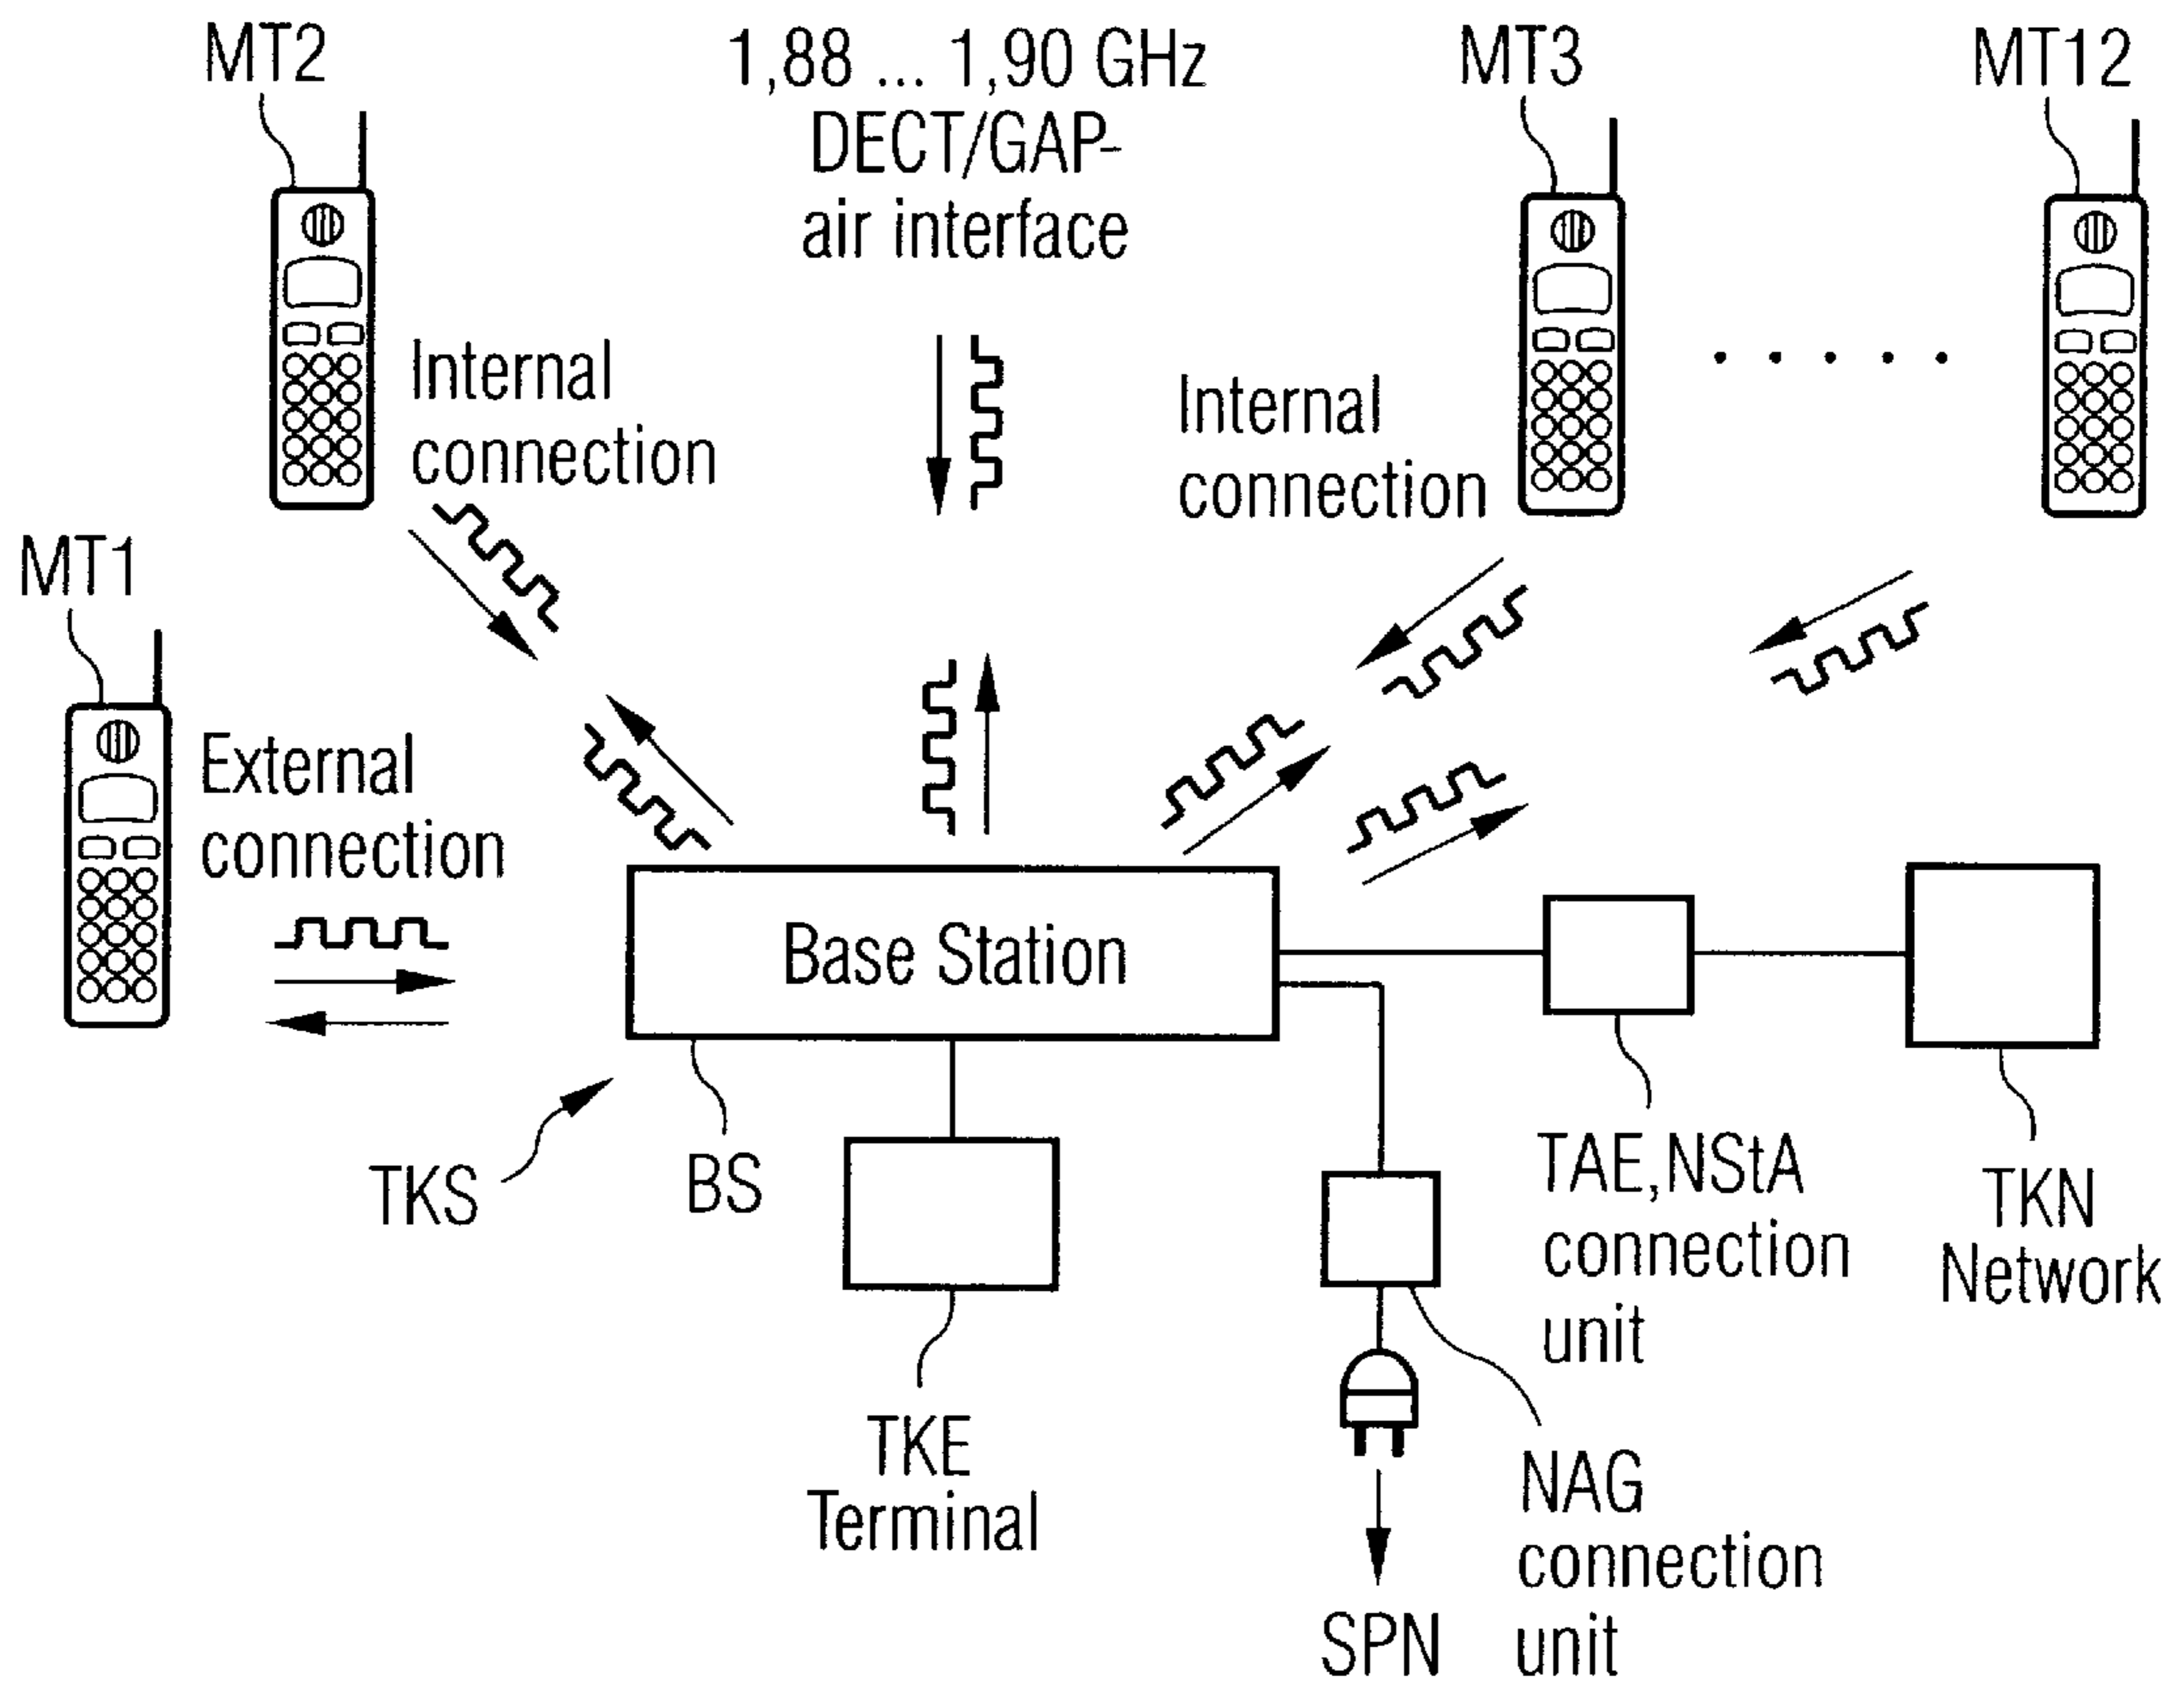 MT2
1,88 ... 1,90 GHz
DECT/GAP-
air interface
MT3
MT12
Internal
connection
Internal
connection
MT1
External
connection
Base Station
TKS
BS
TAE,NStA
connection
unit
TKN
Network
TKE
Terminal
NAG
connection
unit
SPN